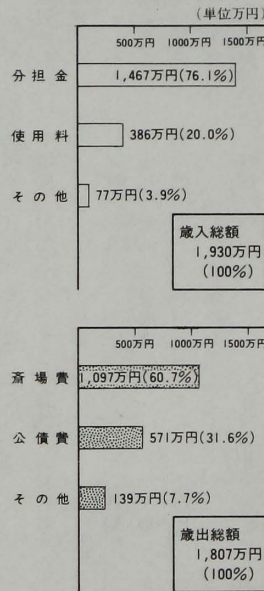 (単位万円)
500万円 1000万円 1500万円
分担金 1,467万円(76.1%)
使用料 386万円(20.0%)
その他 77万円(3.9%)
歳入総額
1,930万円
(100%)
500万円 1000万円 1500万円
斎場費 1,097万円(60.7%)
公債費 571万円(31.6%)
その他 139万円(7.7%)
歳出総額
1,807万円
(100%)